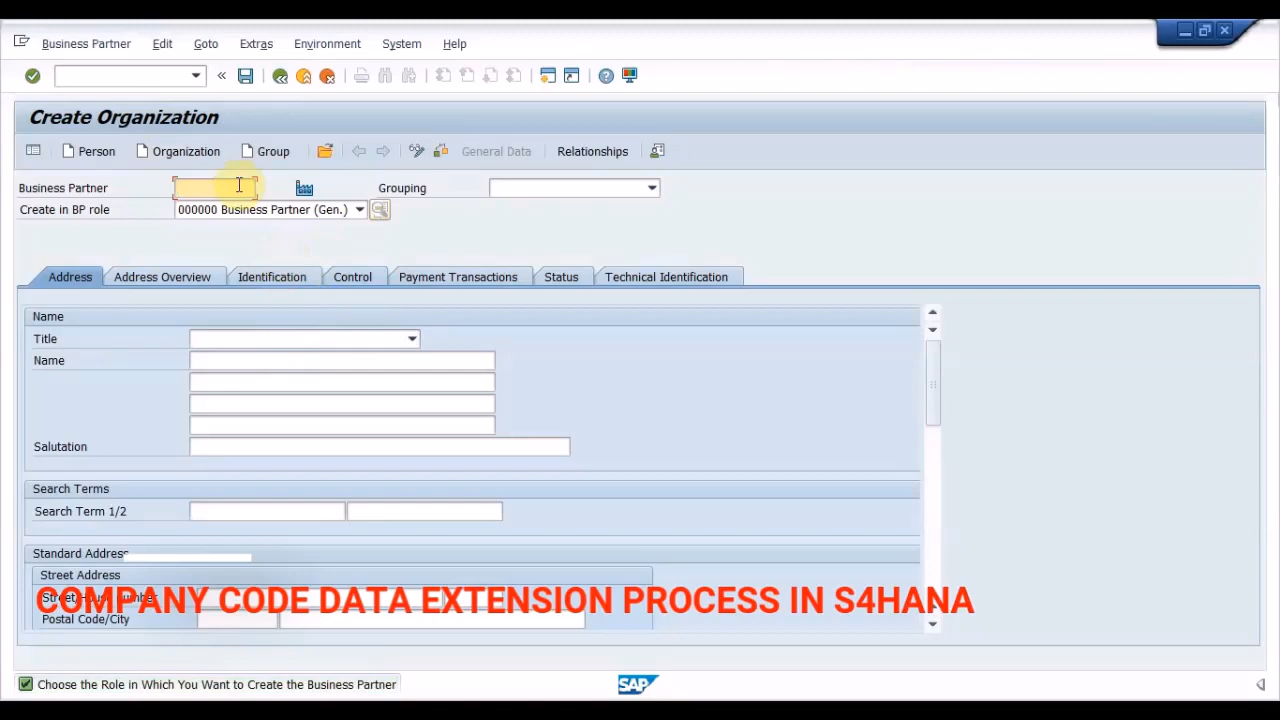 Business Partner Edit Goto Extras Environment System Help
Create Organization
Person Organization Group General Data Relationships
Business Partner Grouping
Create in BP role 000000 Business Partner (Gen.)
Address Address Overview Identification Control Payment Transactions Status Technical Identification
Name
Title
Name
Salutation
Search Terms
Search Term 1/2
Standard Address
Street Address
Street/House number
COMPANY CODE DATA EXTENSION PROCESS IN S4HANA
Postal Code/City
Choose the Role in Which You Want to Create the Business Partner SAP